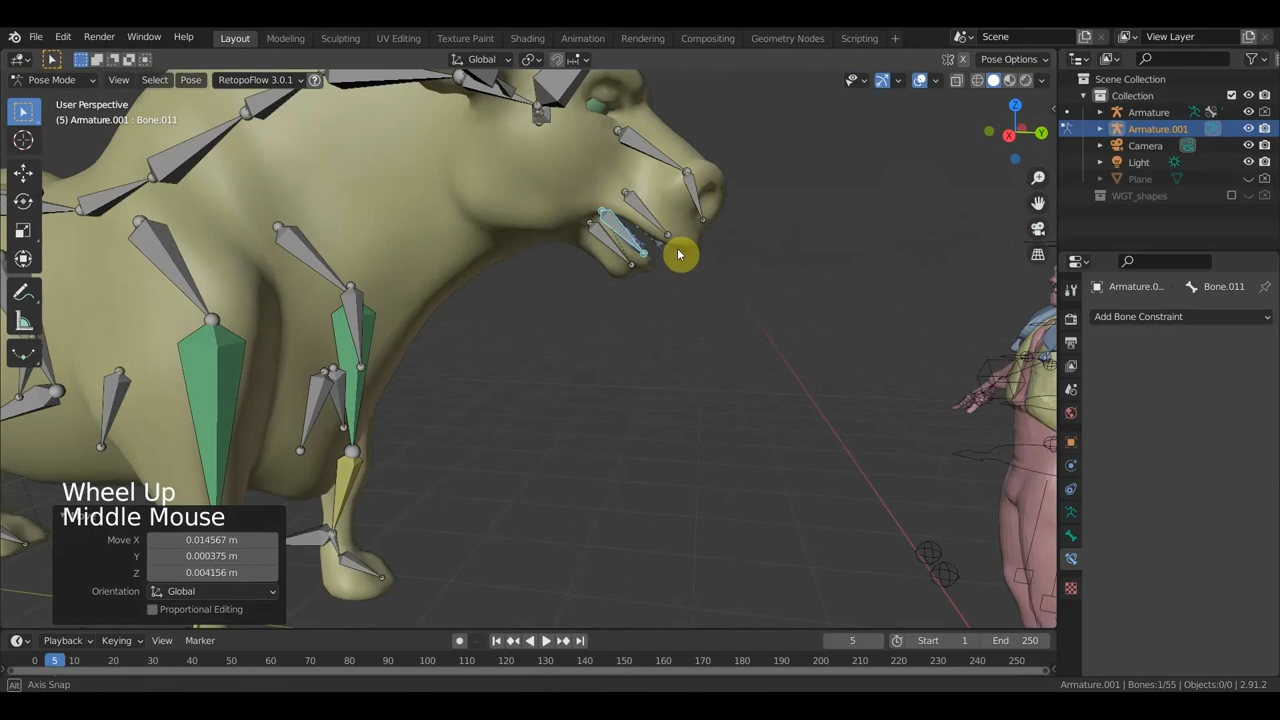 File Edit Render Window Help Layout Modeling Sculpting UV Editing Texture Paint Shading Animation Rendering Compositing Geometry Nodes Scripting + Scene View Layer
Global Pose Options
Pose Mode View Select Pose RetopoFlow 3.0.1 ?
User Perspective
(5) Armature.001 : Bone.011
Z
Y
X
Scene Collection
Collection
Armature
Armature.001
Camera
Light
Plane
WGT_shapes
Armature.0... Bone.011
Add Bone Constraint
Wheel Up
Middle Mouse
Move X 0.014567 m
Y 0.000375 m
Z 0.004156 m
Orientation Global
Proportional Editing
Playback Keying View Marker 5 Start 1 End 250
0 5 10 20 30 40 50 60 70 80 90 100 110 120 130 140 150 160 170 180 190 200 210 220 230 240 250
Alt Axis Snap Armature.001 | Bones:1/55 | Objects:0/0 | 2.91.2